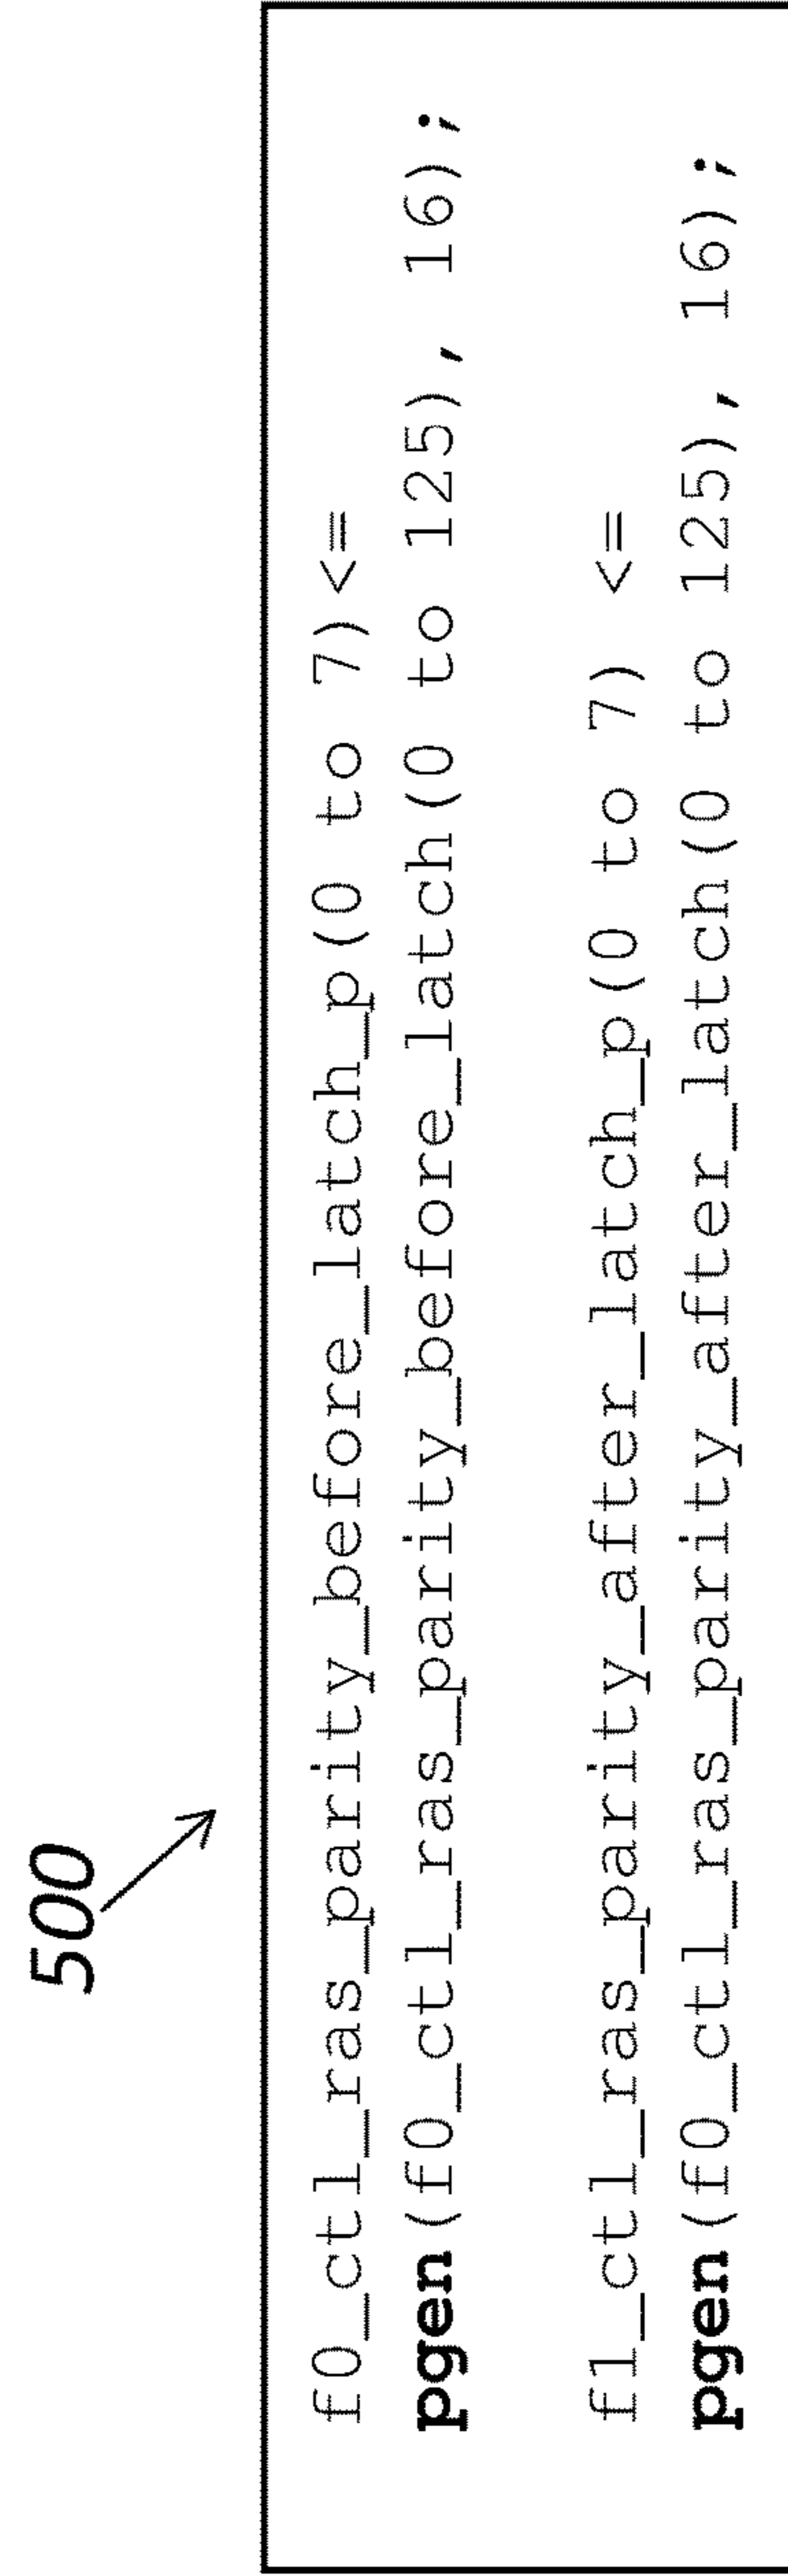 500
f0_ctl_ras_parity_before_latch_p(0 to 7)<=
pgen(f0_ctl_ras_parity_before_latch(0 to 125), 16);
f1_ctl_ras_parity_after_latch_p(0 to 7) <=
pgen(f0_ctl_ras_parity_after_latch(0 to 125), 16);